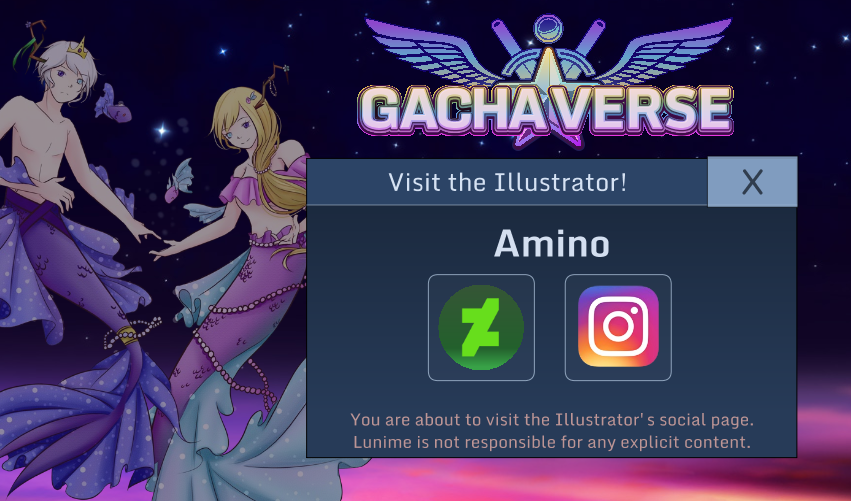 GACHAVERSE
Visit the Illustrator!
X
Amino
You are about to visit the Illustrator's social page.
Lunime is not responsible for any explicit content.